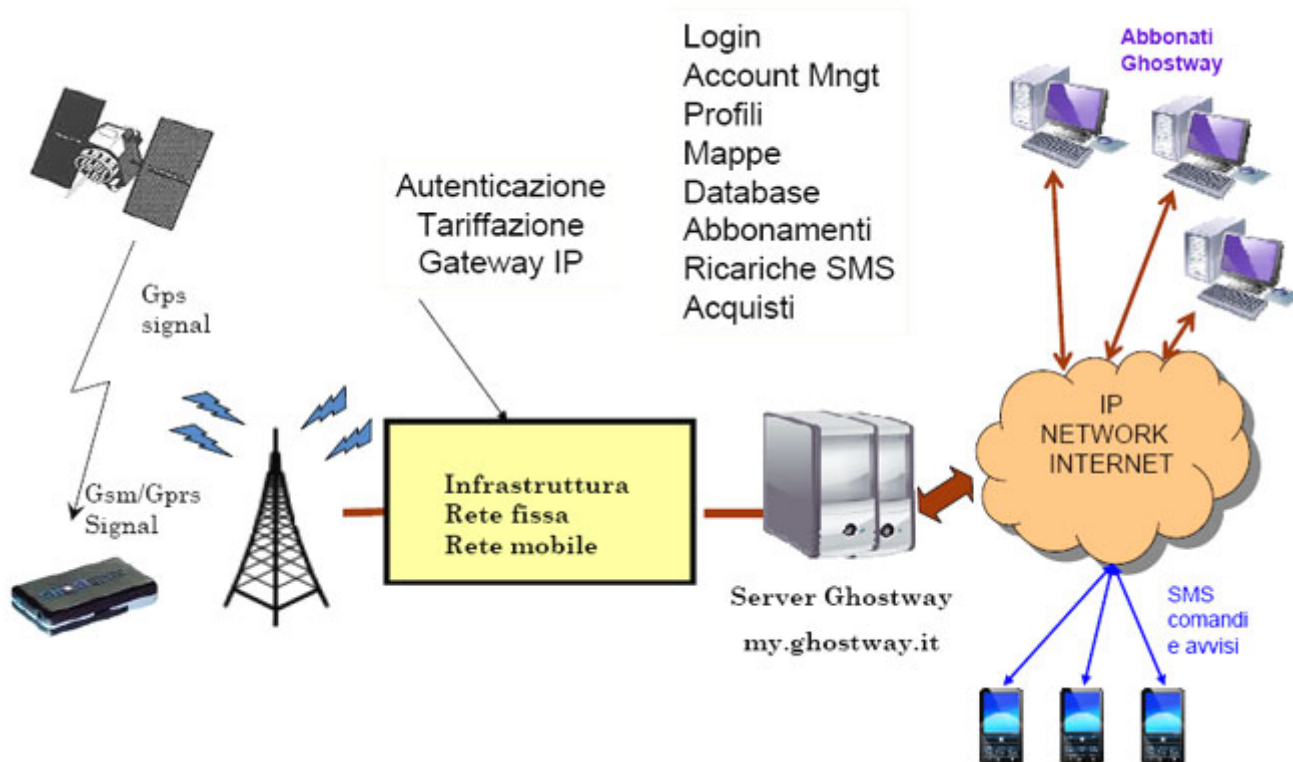 Login
Account Mngt
Profili
Mappe
Database
Abbonamenti
Ricariche SMS
Acquisti
Abbonati
Ghostway
Autenticazione
Tariffazione
Gateway IP
Gps
signal
Gsm/Gprs
Signal
Infrastruttura
Rete fissa
Rete mobile
Server Ghostway
my.ghostway.it
IP
NETWORK
INTERNET
SMS
comandi
e avvisi